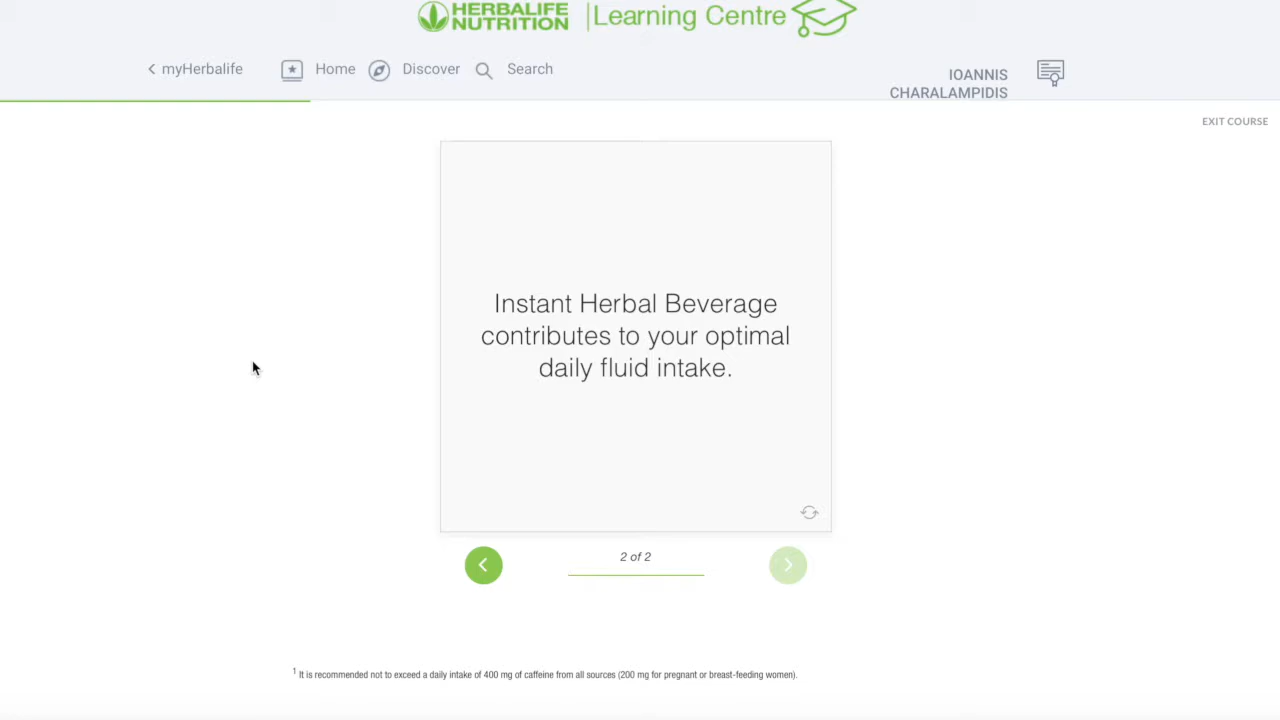 HERBALIFE
NUTRITION
|Learning Centre
myHerbalife
Home
Discover
Search
IOANNIS
CHARALAMPIDIS
EXIT COURSE
Instant Herbal Beverage
contributes to your optimal
daily fluid intake.
2 of 2
1 It is recommended not to exceed a daily intake of 400 mg of caffeine from all sources (200 mg for pregnant or breast-feeding women).